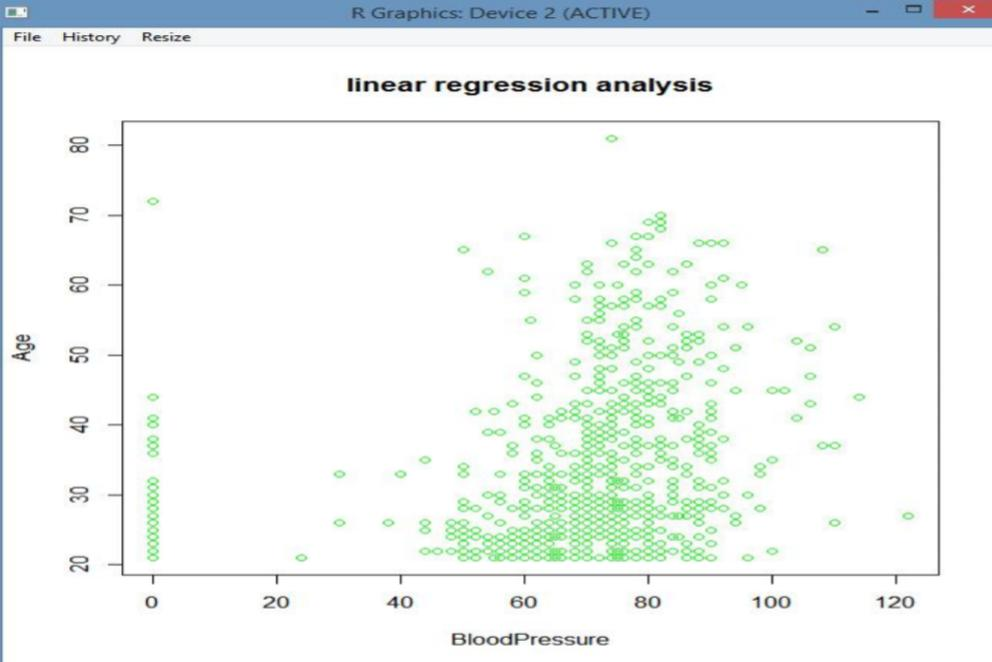 R Graphics: Device 2 (ACTIVE)
File History Resize
linear regression analysis
80
70
60
50
40
30
20
Age
0 20 40 60 80 100 120
BloodPressure